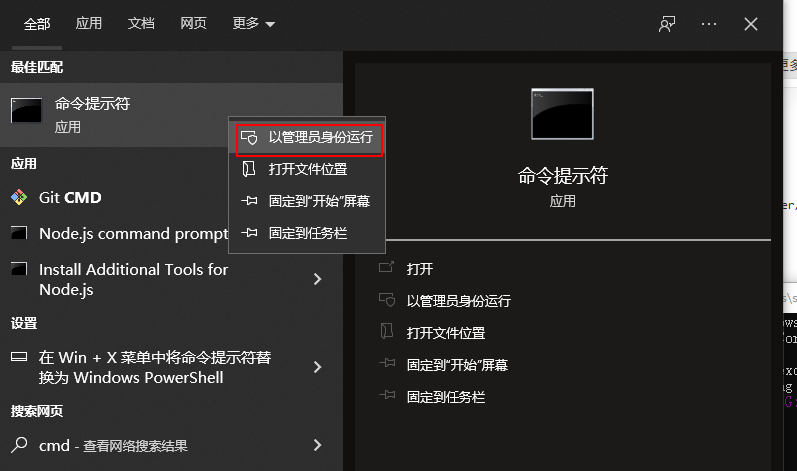 全部 应用 文档 网页 更多
最佳匹配
命令提示符
应用
以管理员身份运行
打开文件位置
固定到"开始"屏幕
固定到任务栏
应用
Git CMD
Node.js command prompt
Install Additional Tools for
Node.js
设置
在 Win + X 菜单中将命令提示符替
换为 Windows PowerShell
搜索网页
cmd - 查看网络搜索结果
命令提示符
应用
打开
以管理员身份运行
打开文件位置
固定到"开始"屏幕
固定到任务栏